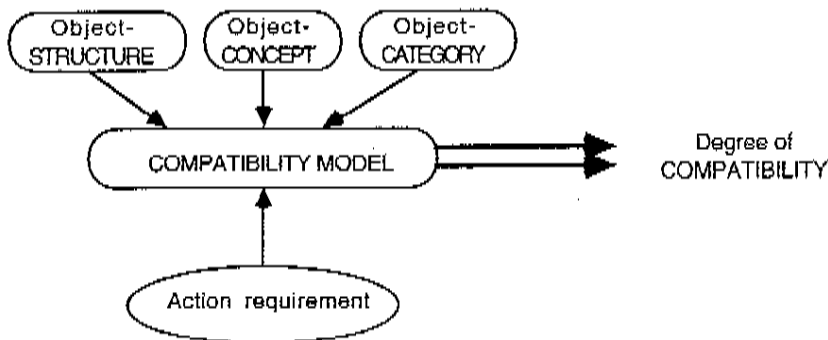 Object-
STRUCTURE
Object-
CONCEPT
Object-
CATEGORY
COMPATIBILITY MODEL
Degree of
COMPATIBILITY
Action requirement